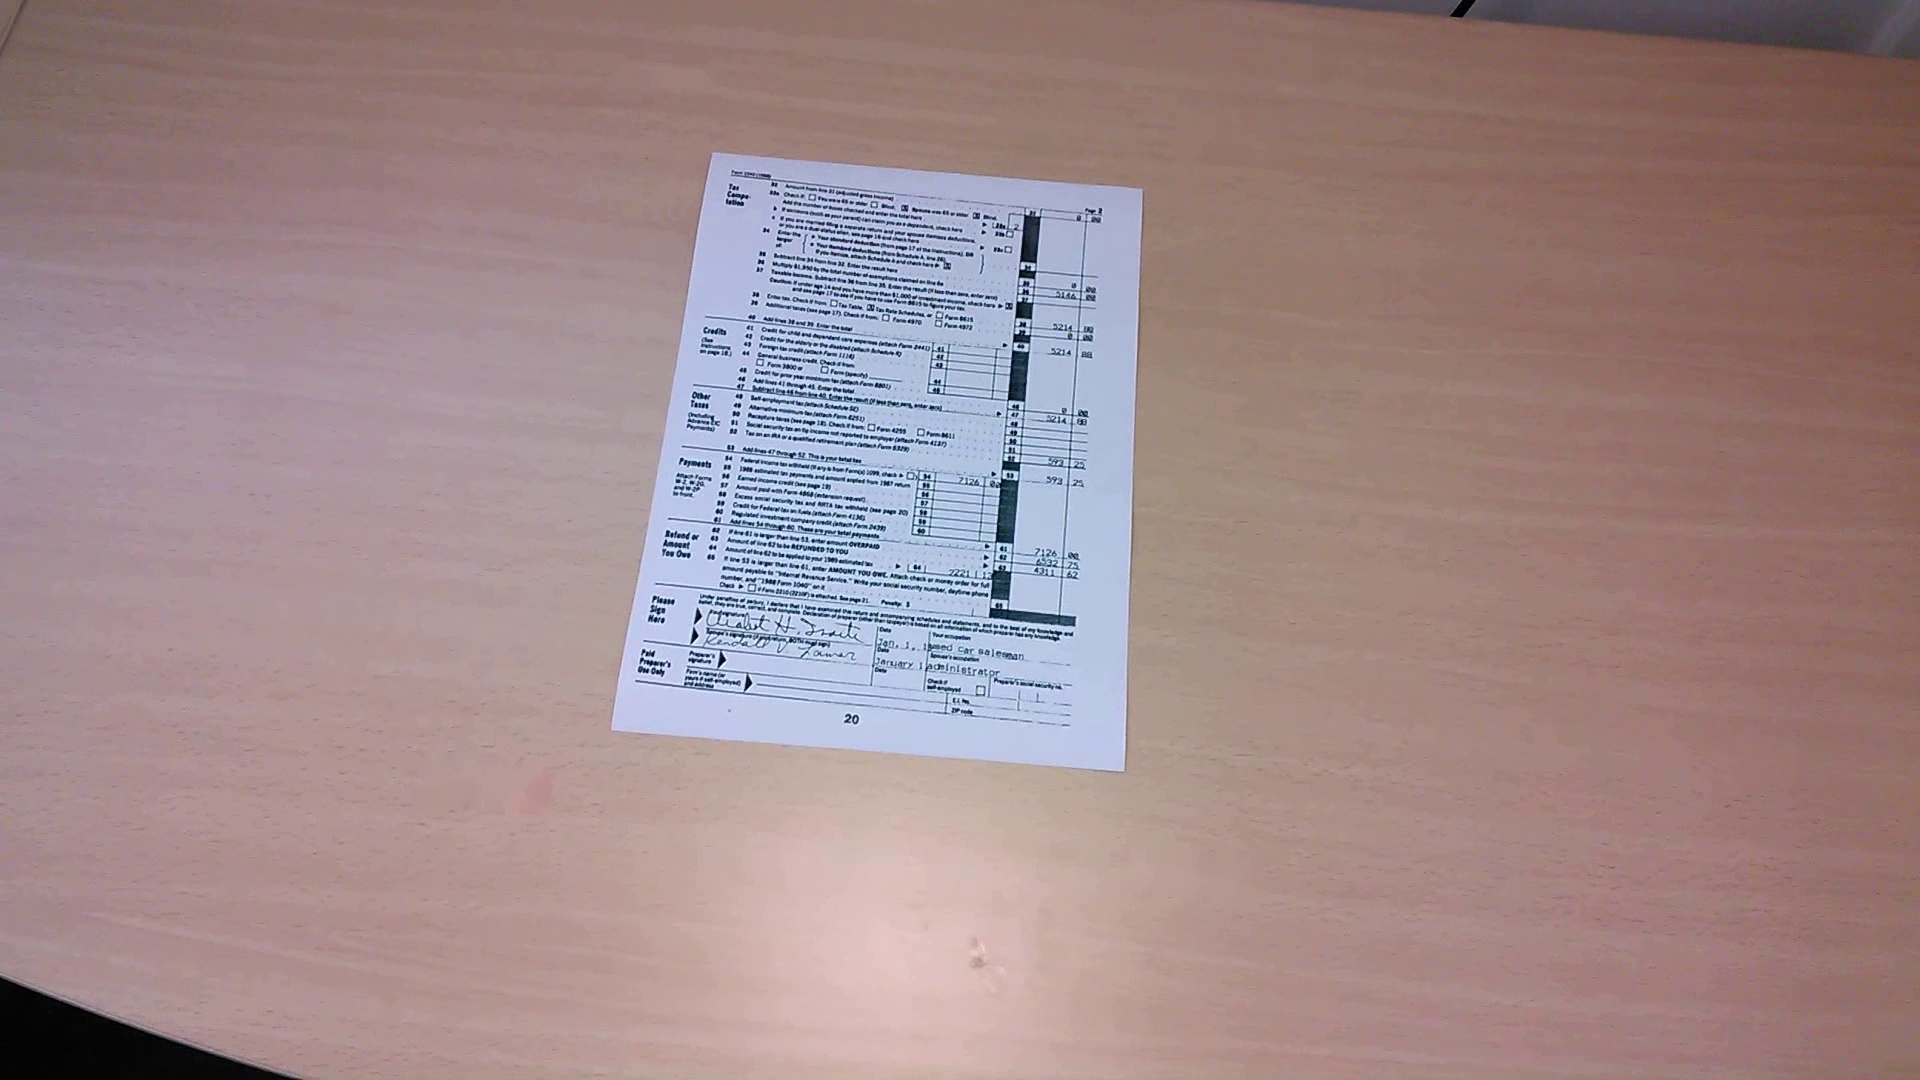 Form 1040 (1988)
Page 2
Tax Compu- tation
32 Amount from line 31 (adjusted gross income)
32 0 00
33a Check if: You were 65 or older Blind. X Spouse was 65 or older X Blind.
Add the number of boxes checked and enter the total here 33a 2
b If someone (such as your parent) can claim you as a dependent, check here 33b
c If you are married filing a separate return and your spouse itemizes deductions,
or you are a dual-status alien, see page 16 and check here 33c
34 Enter the larger of:
Your standard deduction (from page 17 of the Instructions), OR
Your itemized deductions (from Schedule A, line 26).
If you itemize, attach Schedule A and check here X
34
35 Subtract line 34 from line 32. Enter the result here 35 0 00
36 Multiply $1,950 by the total number of exemptions claimed on line 6e 36 5146 00
37 Taxable income. Subtract line 36 from line 35. Enter the result (if less than zero, enter zero) 37
Caution: If under age 14 and you have more than $1,000 of investment income, check here
and see page 17 to see if you have to use Form 8615 to figure your tax.
38 Enter tax. Check if from: Tax Table, X Tax Rate Schedules, or Form 8615 38 5214 88
39 Additional taxes (see page 17). Check if from: Form 4970 Form 4972 39 0 00
40 Add lines 38 and 39. Enter the total 40 5214 88
Credits
(See Instructions on page 18.)
41 Credit for child and dependent care expenses (attach Form 2441) 41
42 Credit for the elderly or the disabled (attach Schedule R) 42
43 Foreign tax credit (attach Form 1116) 43
44 General business credit. Check if from:
Form 3800 or Form (specify) 44
45 Credit for prior year minimum tax (attach Form 8801) 45
46 Add lines 41 through 45. Enter the total 46 0 00
47 Subtract line 46 from line 40. Enter the result (if less than zero, enter zero) 47 5214 88
Other Taxes
(Including Advance EIC Payments)
48 Self-employment tax (attach Schedule SE) 48
49 Alternative minimum tax (attach Form 6251) 49
50 Recapture taxes (see page 18). Check if from: Form 4255 Form 8611 50
51 Social security tax on tip income not reported to employer (attach Form 4137) 51
52 Tax on an IRA or a qualified retirement plan (attach Form 5329) 52 593 25
53 Add lines 47 through 52. This is your total tax 53 593 25
Payments
Attach Forms W-2, W-2G, and W-2P to front.
54 Federal income tax withheld (if any is from Form(s) 1099, check ) 54 7126 00
55 1988 estimated tax payments and amount applied from 1987 return 55
56 Earned income credit (see page 19) 56
57 Amount paid with Form 4868 (extension request) 57
58 Excess social security tax and RRTA tax withheld (see page 20) 58
59 Credit for Federal tax on fuels (attach Form 4136) 59
60 Regulated investment company credit (attach Form 2439) 60
61 Add lines 54 through 60. These are your total payments 61 7126 00
Refund or Amount You Owe
62 If line 61 is larger than line 53, enter amount OVERPAID 62 6532 75
63 Amount of line 62 to be REFUNDED TO YOU 63 4311 62
64 Amount of line 62 to be applied to your 1989 estimated tax 64 2221 13
65 If line 53 is larger than line 61, enter AMOUNT YOU OWE. Attach check or money order for full
amount payable to "Internal Revenue Service." Write your social security number, daytime phone
number, and "1988 Form 1040" on it 65
Check if Form 2210 (2210F) is attached. See page 21. Penalty: $
Please Sign Here
Under penalties of perjury, I declare that I have examined this return and accompanying schedules and statements, and to the best of my knowledge and
belief, they are true, correct, and complete. Declaration of preparer (other than taxpayer) is based on all information of which preparer has any knowledge.
Your signature Date Your occupation
Jan. 1, used car salesman
Spouse's signature (if joint return, BOTH must sign) Date Spouse's occupation
Kendall V. Lamar January administrator
Paid Preparer's Use Only
Preparer's signature
Date
Check if self-employed
Preparer's social security no.
Firm's name (or yours if self-employed) and address
E.I. No.
ZIP code
20